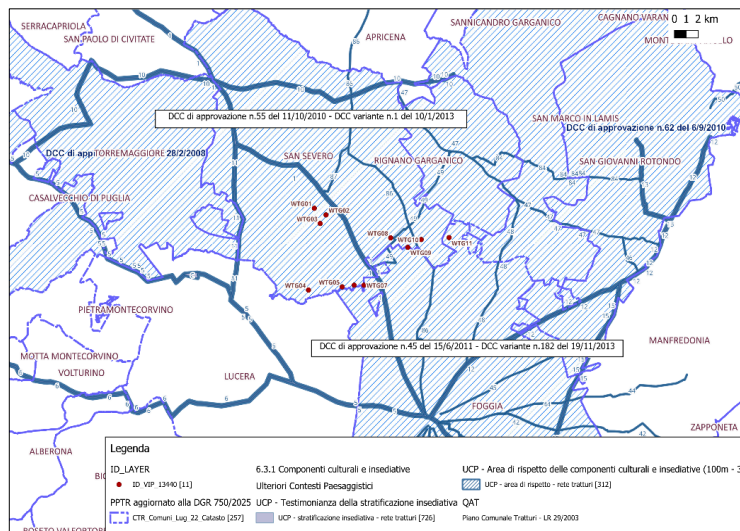 SERRACAPRIOLA
SAN PAOLO DI CIVITATE
APRICENA
SANNICANDRO GARGANICO
CAGNANO VARAN
0 1 2 km
DCC di approvazione n.55 del 11/10/2010 - DCC variante n.1 del 10/1/2013
SAN MARCO IN LAMIS
DCC di approvazione n.62 del 6/9/2010
DCC di appi
TORREMAGGIORE
28/2/2003
SAN SEVERO
RIGNANO GARGANICO
SAN GIOVANNI ROTONDO
CASALVECCHIO DI PUGLIA
WTG01
WTG02
WTG03
WTG08
WTG10
WTG11
WTG09
WTG04
WTG05
WTG07
PIETRAMONTECORVINO
MANFREDONIA
DCC di approvazione n.45 del 15/6/2011 - DCC variante n.182 del 19/11/2013
MOTTA MONTECORVINO
VOLTURINO
LUCERA
FOGGIA
ZAPPONETA
ALBERONA
Legenda
ID_LAYER
ID_VIP_13440 [11]
PPTR aggiornato alla DGR 750/2025
CTR_Comuni_Lug_22_Catasto [257]
6.3.1 Componenti culturali e insediative
Ulteriori Contesti Paesaggistici
UCP - Testimonianza della stratificazione insediativa
UCP - stratificazione insediativa - rete tratturi [726]
UCP - Area di rispetto delle componenti culturali e insediative (100m - 3
UCP - area di rispetto - rete tratturi [312]
QAT
Piano Comunale Tratturi - LR 29/2003